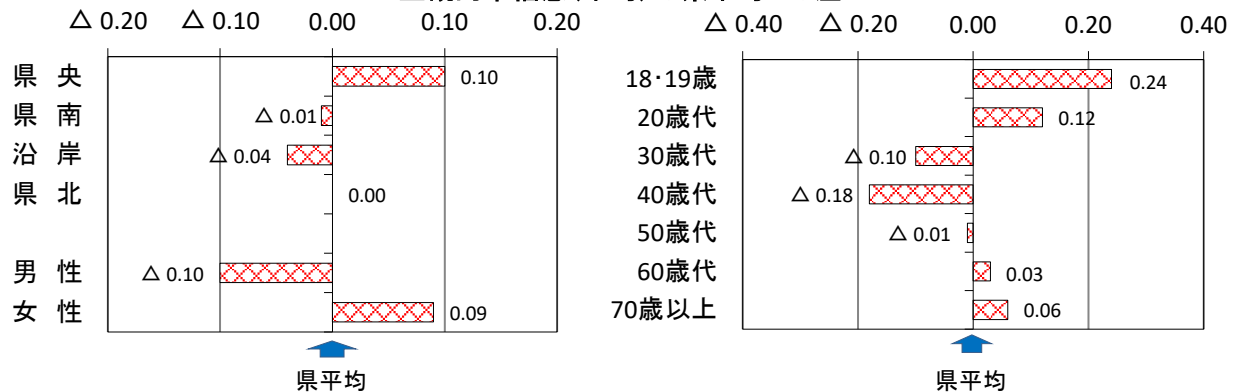 △ 0.20 △ 0.10 0.00 0.10 0.20
県 央 0.10
県 南 △ 0.01
沿 岸 △ 0.04
県 北 0.00
男 性 △ 0.10
女 性 0.09
県平均
△ 0.40 △ 0.20 0.00 0.20 0.40
18・19歳 0.24
20歳代 0.12
30歳代 △ 0.10
40歳代 △ 0.18
50歳代 △ 0.01
60歳代 0.03
70歳以上 0.06
県平均